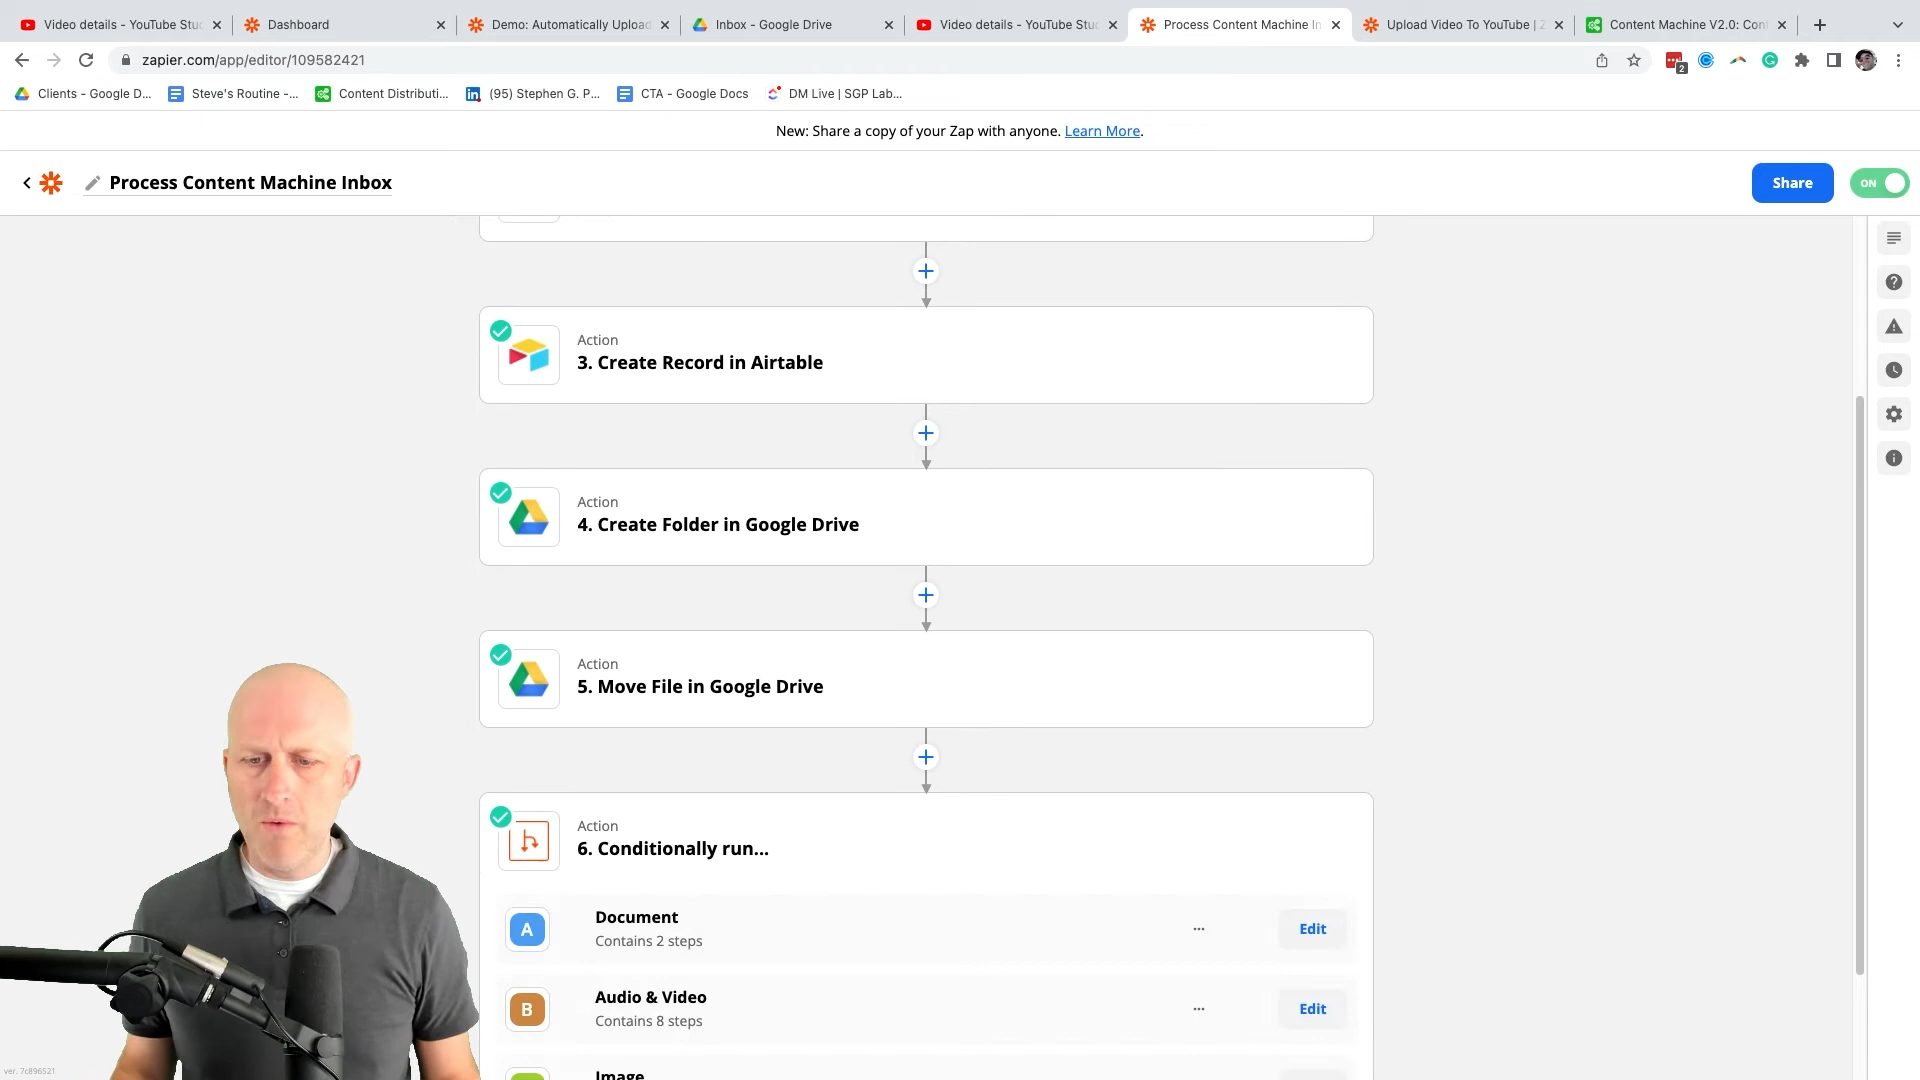 Video details - YouTube Stu
Dashboard
Demo: Automatically Upload
Inbox - Google Drive
Video details - YouTube Stu
Process Content Machine In
Upload Video To YouTube | Z
Content Machine V2.0: Con
zapier.com/app/editor/109582421
2
Clients - Google D...
Steve's Routine -...
Content Distributi...
(95) Stephen G. P...
CTA - Google Docs
DM Live | SGP Lab...
New: Share a copy of your Zap with anyone. Learn More.
Process Content Machine Inbox
Share
ON
Action
3. Create Record in Airtable
Action
4. Create Folder in Google Drive
Action
5. Move File in Google Drive
Action
6. Conditionally run...
A
Document
Contains 2 steps
Edit
B
Audio & Video
Contains 8 steps
Edit
Image
ver. 7c896521